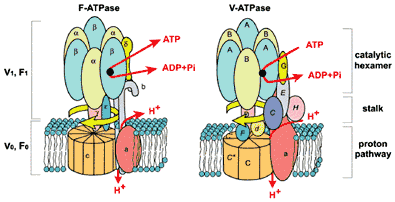 F-ATPase
V-ATPase
α
β
β
α
α
β
δ
b
ATP
ADP+Pi
ε
H+
c
a
H+
V₁, F₁
V₀, F₀
B
A
A
B
B
A
G
E
ATP
ADP+Pi
D
C
H
F
d
H+
C"
C
C'
a
H+
catalytic
hexamer
stalk
proton
pathway